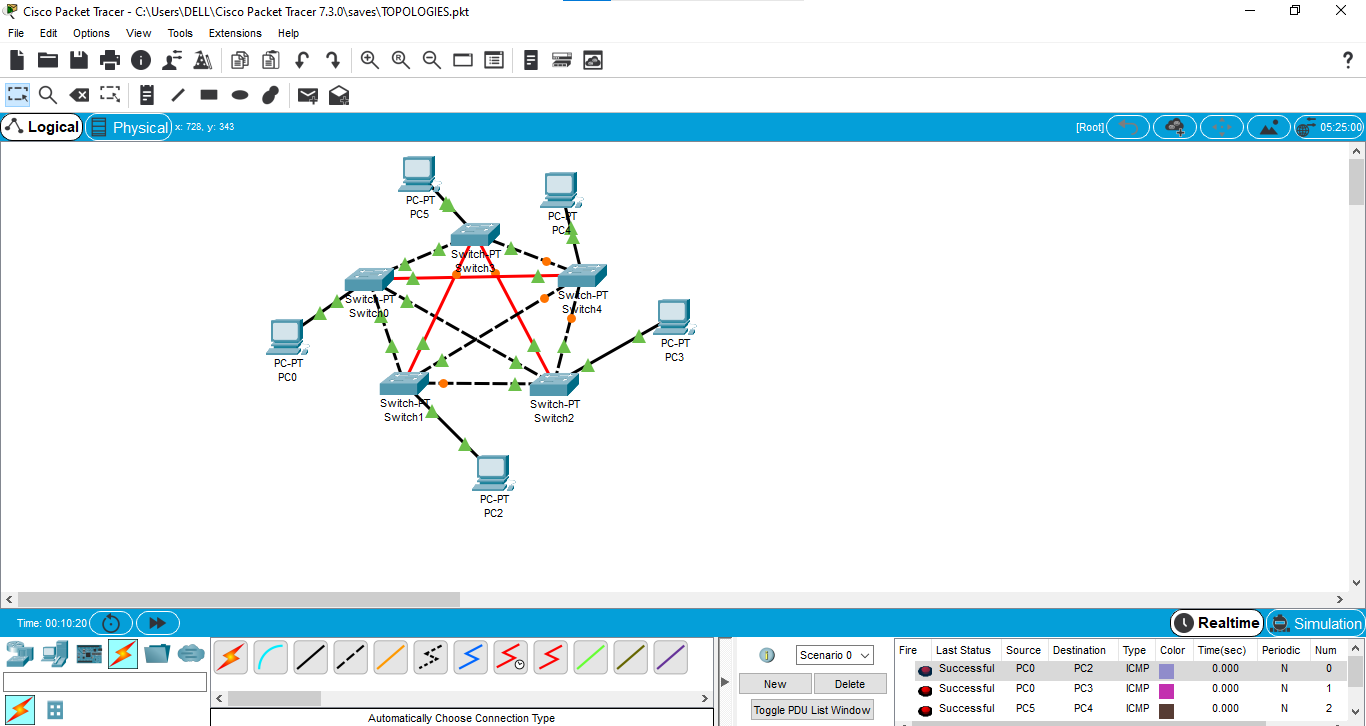 Cisco Packet Tracer - C:\Users\DELL\Cisco Packet Tracer 7.3.0\saves\TOPOLOGIES.pkt
File Edit Options View Tools Extensions Help
Logical Physical x: 728, y: 343 [Root] 05:25:00
PC-PT
PC5
PC-PT
PC4
Switch-PT
Switch3
Switch-PT
Switch4
Switch-PT
Switch0
PC-PT
PC3
PC-PT
PC0
Switch-PT
Switch1
Switch-PT
Switch2
PC-PT
PC2
Time: 00:10:20 Realtime Simulation
Scenario 0
New Delete
Toggle PDU List Window
Automatically Choose Connection Type
Fire Last Status Source Destination Type Color Time(sec) Periodic Num
Successful PC0 PC2 ICMP 0.000 N 0
Successful PC0 PC3 ICMP 0.000 N 1
Successful PC5 PC4 ICMP 0.000 N 2